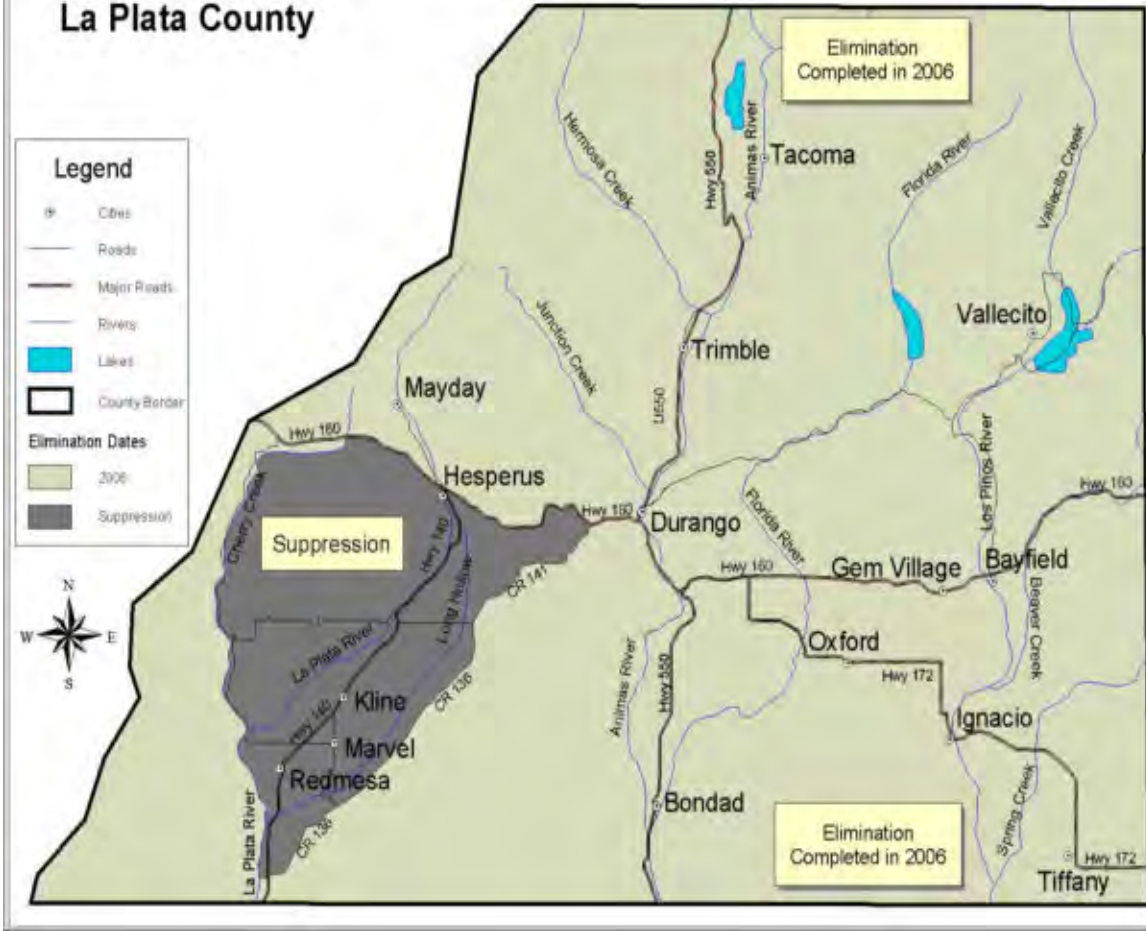 La Plata County
Elimination
Completed in 2006
Legend
Cities
Roads
Major Roads
Rivers
Lakes
County Border
Elimination Dates
2006
Suppression
Hermosa Creek
Hwy 550
Animas River
Tacoma
Florida River
Vallecito Creek
Vallecito
Junction Creek
Trimble
U550
Mayday
Hwy 160
Hesperus
Cherry Creek
Suppression
Hwy 140
Long Hollow
CR 141
Hwy 160
Durango
Florida River
Los Pinos River
Hwy 160
Hwy 160
Gem Village
Bayfield
Beaver Creek
La Plata River
Oxford
Hwy 172
Animas River
Hwy 550
CR 136
Kline
Hwy 140
Marvel
Redmesa
Ignacio
Spring Creek
Bondad
La Plata River
CR 136
Elimination
Completed in 2006
Hwy 172
Tiffany
N
W
E
S